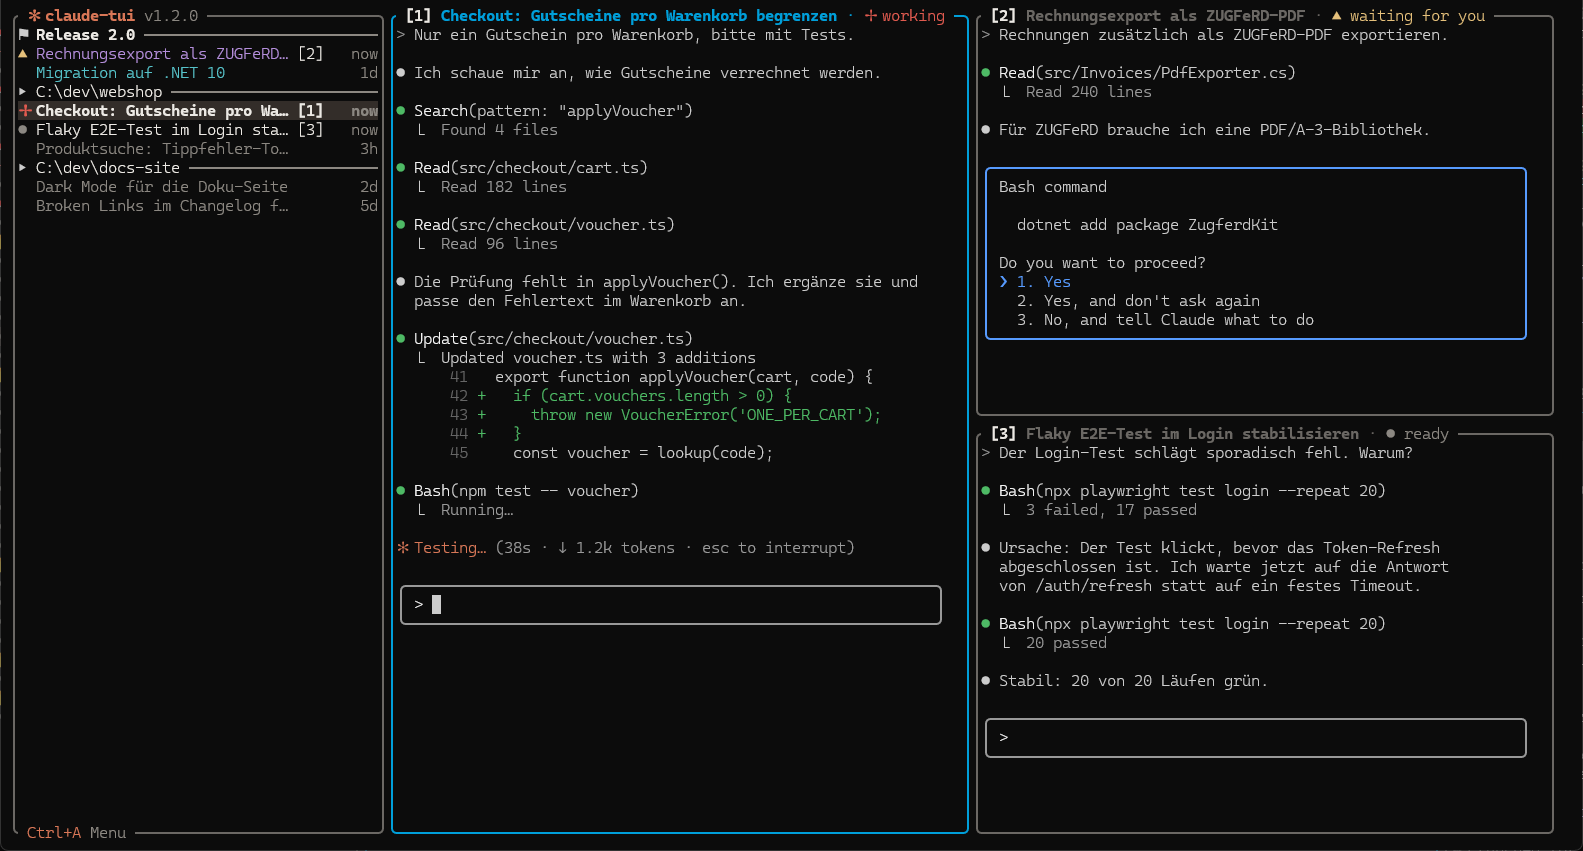 ✻ claude-tui v1.2.0
⚑ Release 2.0
▲ Rechnungsexport als ZUGFeRD… [2] now
Migration auf .NET 10 1d
▸ C:\dev\webshop
✢ Checkout: Gutscheine pro Wa… [1] now
● Flaky E2E-Test im Login sta… [3] now
Produktsuche: Tippfehler-To… 3h
▸ C:\dev\docs-site
Dark Mode für die Doku-Seite 2d
Broken Links im Changelog f… 5d
Ctrl+A Menu
[1] Checkout: Gutscheine pro Warenkorb begrenzen · ✢ working
> Nur ein Gutschein pro Warenkorb, bitte mit Tests.
● Ich schaue mir an, wie Gutscheine verrechnet werden.
● Search(pattern: "applyVoucher")
└ Found 4 files
● Read(src/checkout/cart.ts)
└ Read 182 lines
● Read(src/checkout/voucher.ts)
└ Read 96 lines
● Die Prüfung fehlt in applyVoucher(). Ich ergänze sie und
passe den Fehlertext im Warenkorb an.
● Update(src/checkout/voucher.ts)
└ Updated voucher.ts with 3 additions
41 export function applyVoucher(cart, code) {
42 + if (cart.vouchers.length > 0) {
43 + throw new VoucherError('ONE_PER_CART');
44 + }
45 const voucher = lookup(code);
● Bash(npm test -- voucher)
└ Running…
✻ Testing… (38s · ↓ 1.2k tokens · esc to interrupt)
>
[2] Rechnungsexport als ZUGFeRD-PDF · ▲ waiting for you
> Rechnungen zusätzlich als ZUGFeRD-PDF exportieren.
● Read(src/Invoices/PdfExporter.cs)
└ Read 240 lines
● Für ZUGFeRD brauche ich eine PDF/A-3-Bibliothek.
Bash command
dotnet add package ZugferdKit
Do you want to proceed?
❯ 1. Yes
2. Yes, and don't ask again
3. No, and tell Claude what to do
[3] Flaky E2E-Test im Login stabilisieren · ● ready
> Der Login-Test schlägt sporadisch fehl. Warum?
● Bash(npx playwright test login --repeat 20)
└ 3 failed, 17 passed
● Ursache: Der Test klickt, bevor das Token-Refresh
abgeschlossen ist. Ich warte jetzt auf die Antwort
von /auth/refresh statt auf ein festes Timeout.
● Bash(npx playwright test login --repeat 20)
└ 20 passed
● Stabil: 20 von 20 Läufen grün.
>